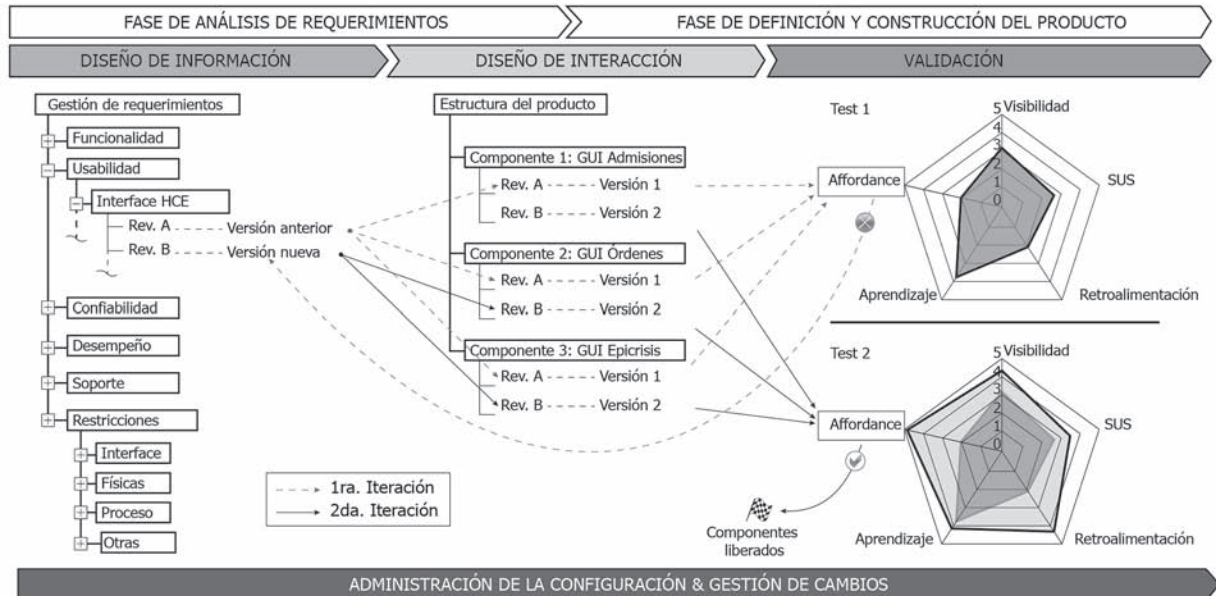 FASE DE ANÁLISIS DE REQUERIMIENTOS
FASE DE DEFINICIÓN Y CONSTRUCCIÓN DEL PRODUCTO
DISEÑO DE INFORMACIÓN
DISEÑO DE INTERACCIÓN
VALIDACIÓN
Gestión de requerimientos
Funcionalidad
Usabilidad
Interface HCE
Rev. A
Versión anterior
Rev. B
Versión nueva
Confiabilidad
Desempeño
Soporte
Restricciones
Interface
Físicas
Proceso
Otras
1ra. Iteración
2da. Iteración
Estructura del producto
Componente 1: GUI Admisiones
Rev. A
Versión 1
Rev. B
Versión 2
Componente 2: GUI Órdenes
Rev. A
Versión 1
Rev. B
Versión 2
Componente 3: GUI Epicrisis
Rev. A
Versión 1
Rev. B
Versión 2
Test 1
5
4
3
2
1
0
Visibilidad
SUS
Retroalimentación
Aprendizaje
Affordance
Test 2
5
4
3
2
1
0
Visibilidad
SUS
Retroalimentación
Aprendizaje
Affordance
Componentes
liberados
ADMINISTRACIÓN DE LA CONFIGURACIÓN & GESTIÓN DE CAMBIOS